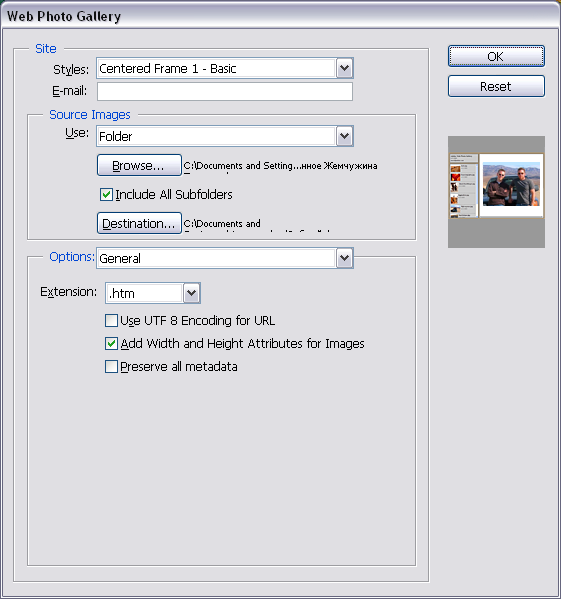 Web Photo Gallery
Site
Styles: Centered Frame 1 - Basic
E-mail:
OK
Reset
Source Images
Use: Folder
Browse... C:\Documents and Setting...нное Жемчужина
Include All Subfolders
Destination... C:\Documents and
Options: General
Extension: .htm
Use UTF 8 Encoding for URL
Add Width and Height Attributes for Images
Preserve all metadata